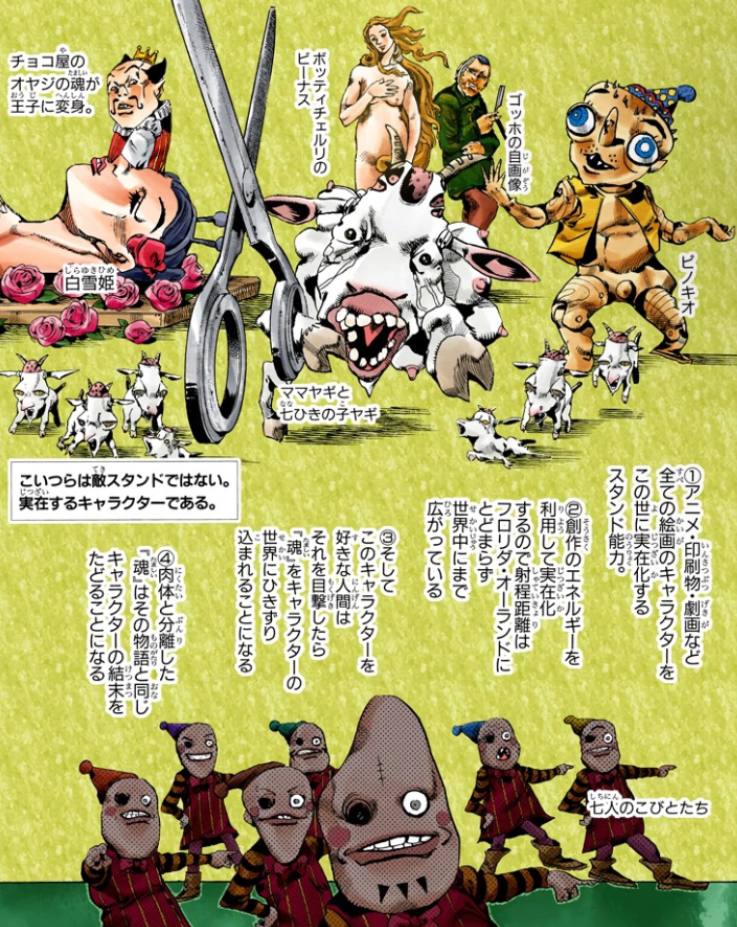 チョコ屋の
オヤジの魂が
王子に変身。
ボッティチェルリの
ビーナス
ゴッホの自画像
ピノキオ
白雪姫
ママヤギと
七ひきの子ヤギ
こいつらは敵スタンドではない。
実在するキャラクターである。
①アニメ・印刷物・劇画など
全ての絵画のキャラクターを
この世に実在化する
スタンド能力。
②創作のエネルギーを
利用して実在化
するので射程距離は
フロリダ・オーランドに
とどまらず
世界中にまで
広がっている
③そして
このキャラクターを
好きな人間は
それを目撃したら
『魂』をキャラクターの
世界にひきずり
込まれることになる
④肉体と分離した
『魂』はその物語と同じ
キャラクターの結末を
たどることになる
七人のこびとたち